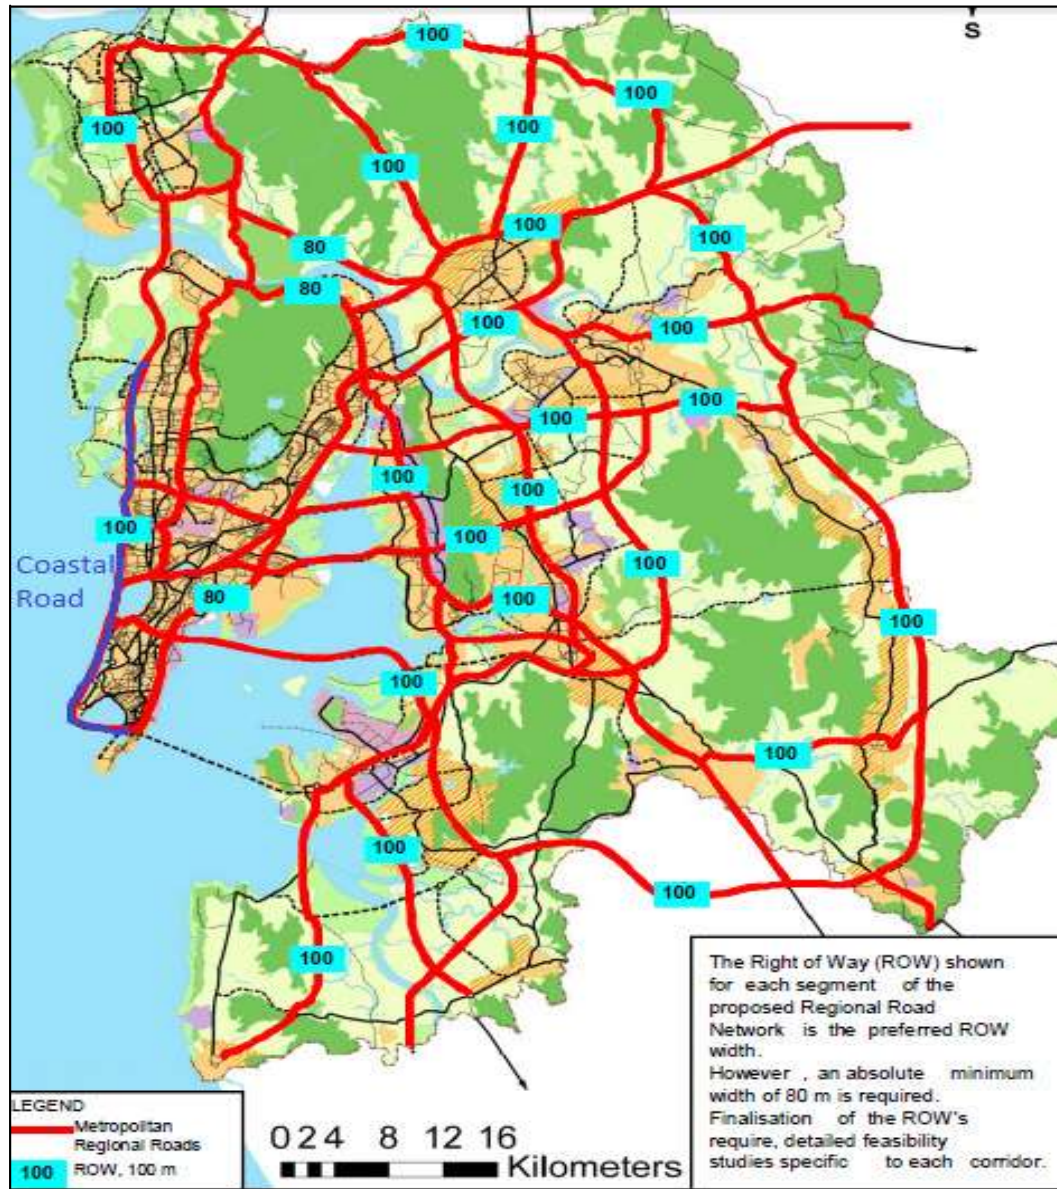 S
100
100
100
100
100
100
100
80
80
100
100
100
100
100
100
100
100
100
Coastal
Road
80
100
100
100
100
100
100
100
The Right of Way (ROW) shown
for each segment of the
proposed Regional Road
Network is the preferred ROW
width.
However , an absolute minimum
width of 80 m is required.
Finalisation of the ROW's
require, detailed feasibility
studies specific to each corridor.
LEGEND
Metropolitan
Regional Roads
100 ROW, 100 m
0 2 4 8 12 16
Kilometers